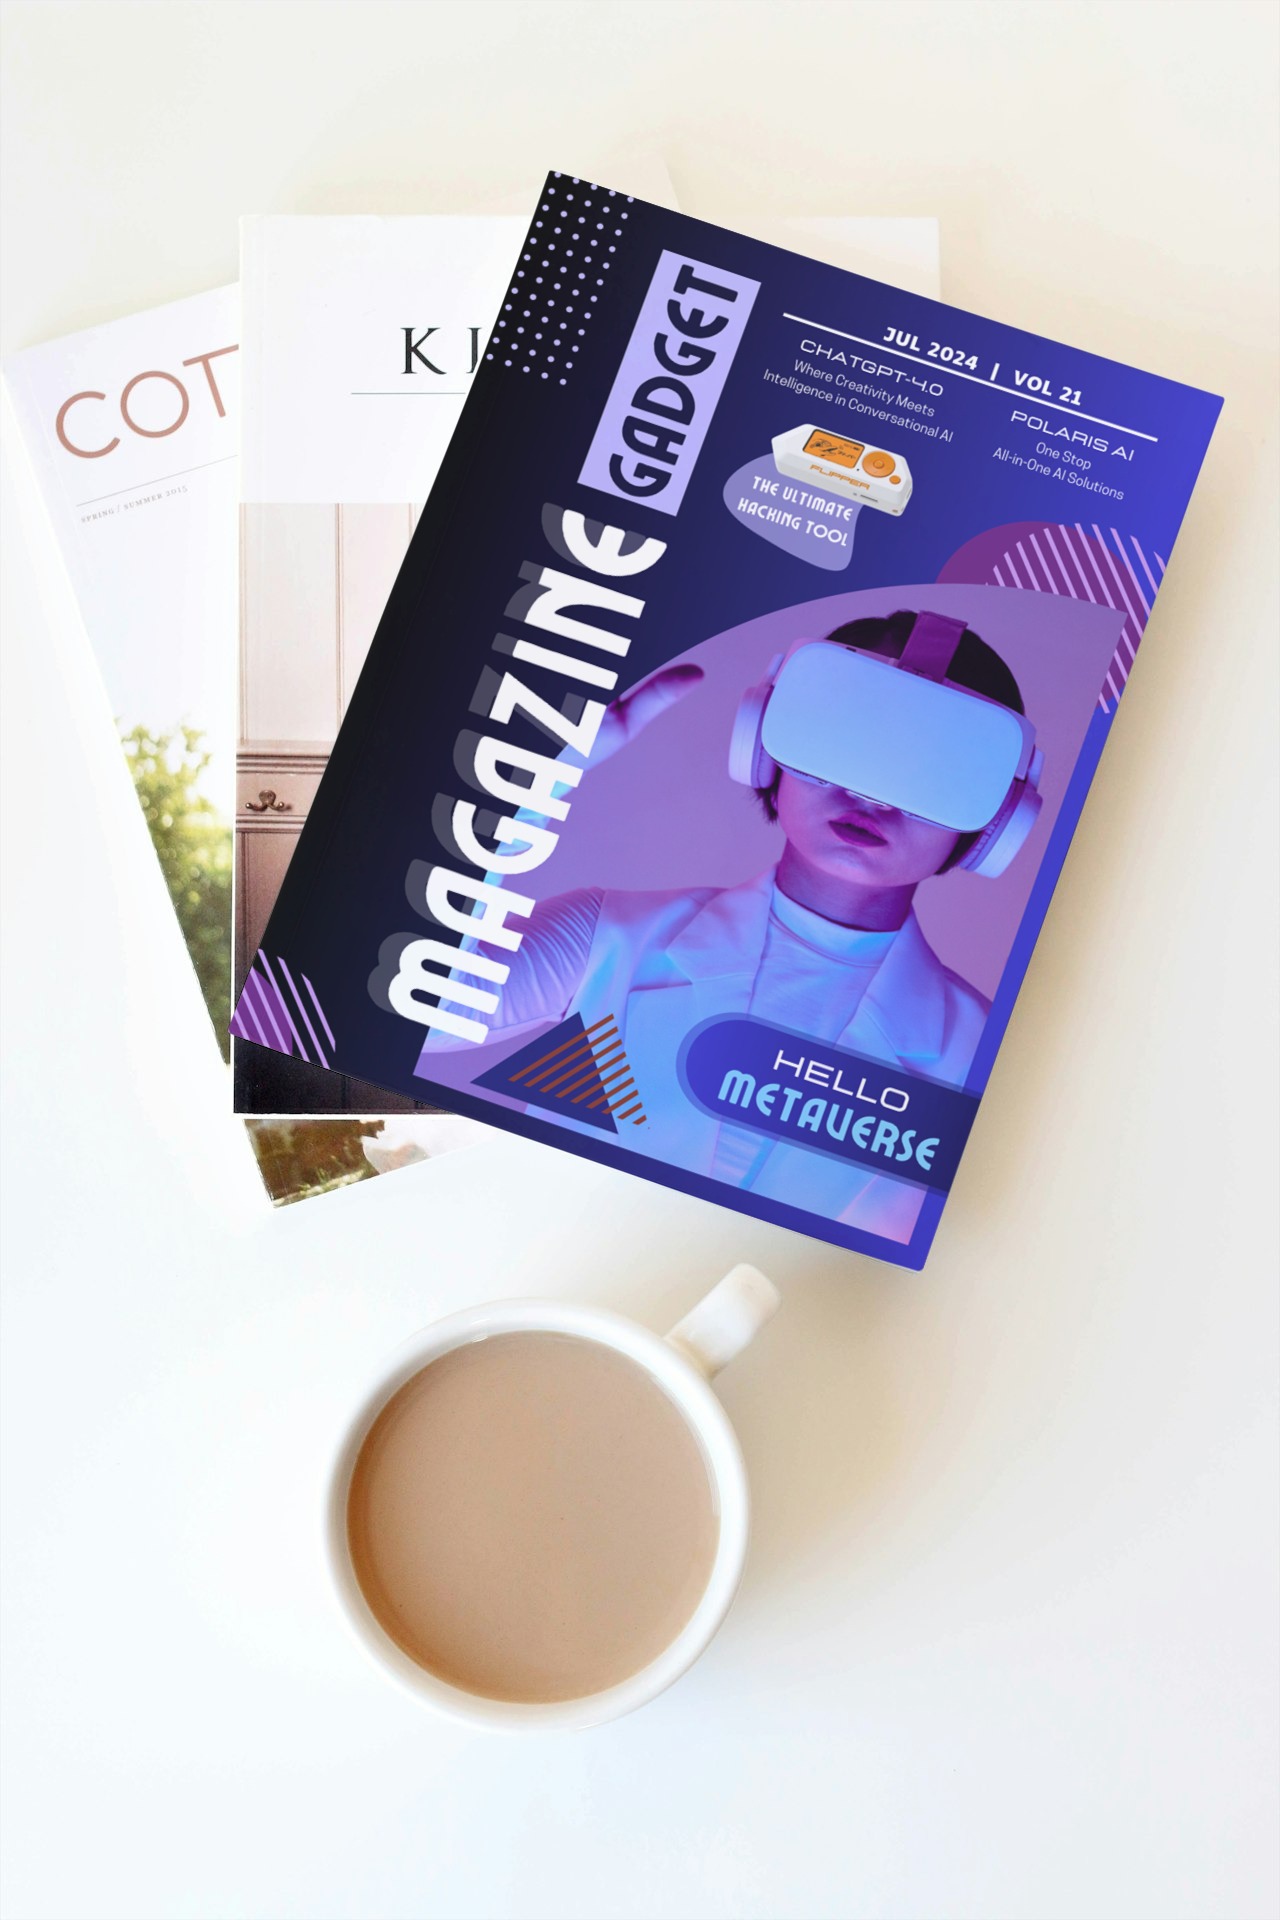 GADGET
MAGAZINE
JUL 2024 | VOL 21
CHATGPT-4.0
Where Creativity Meets
Intelligence in Conversational AI
POLARIS AI
One Stop
All-in-One AI Solutions
FLIPPER
THE ULTIMATE
HACKING TOOL
HELLO
METAVERSE
K
COT
SPRING / SUMMER 2015